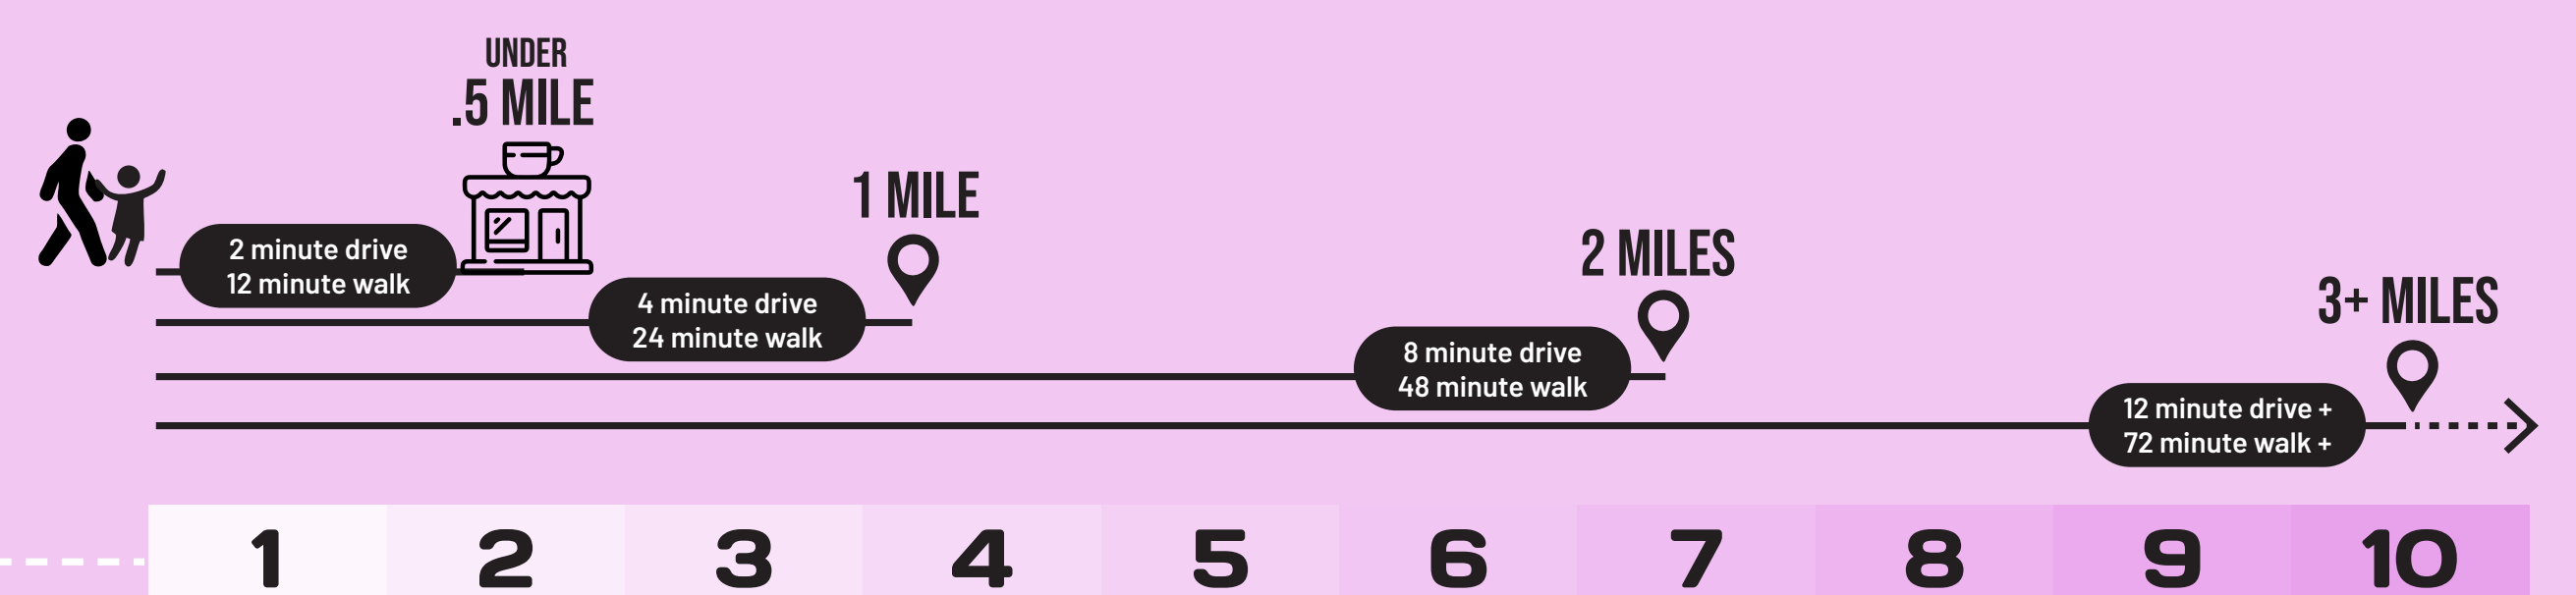 UNDER
.5 MILE
2 minute drive
12 minute walk
1 MILE
4 minute drive
24 minute walk
2 MILES
8 minute drive
48 minute walk
3+ MILES
12 minute drive +
72 minute walk +
1 2 3 4 5 6 7 8 9 10